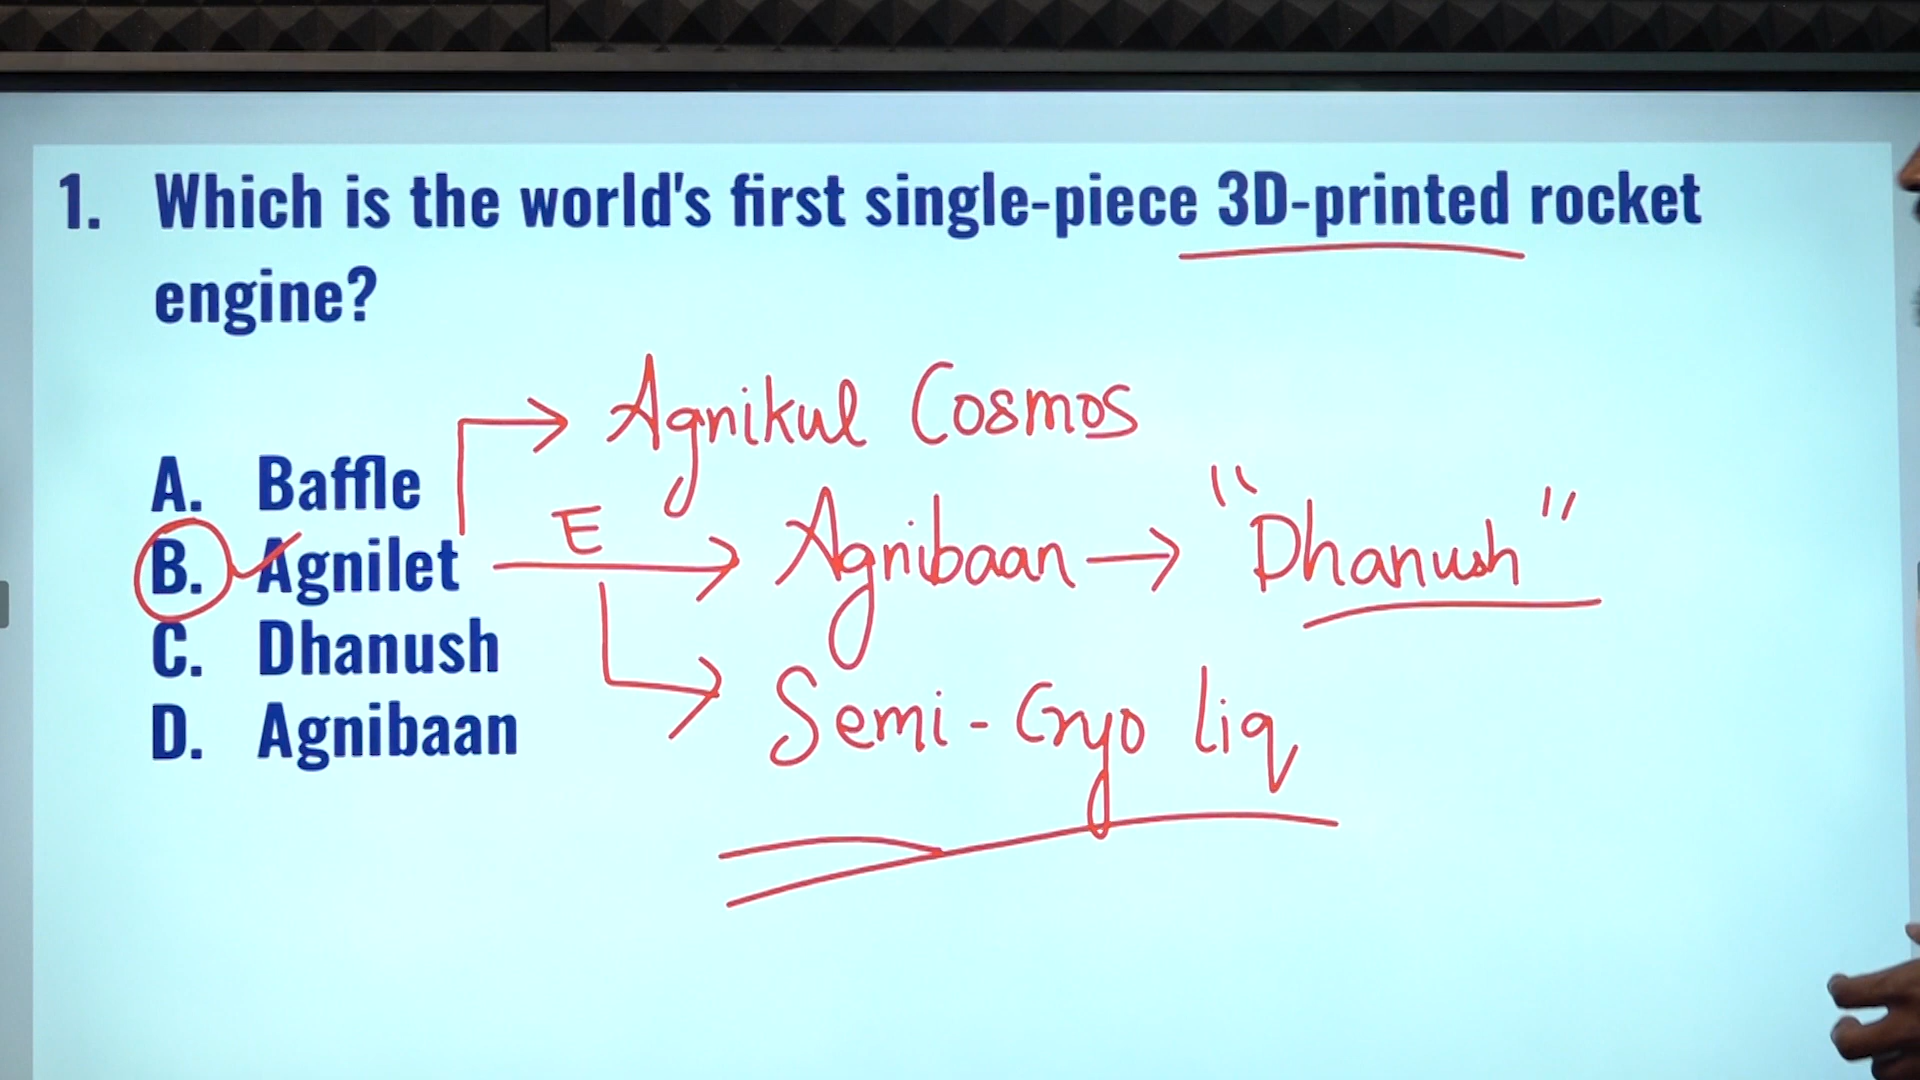 1. Which is the world's first single-piece 3D-printed rocket
engine?
Agnikul Cosmos
A. Baffle
E
B. Agnilet
Agnibaan → "Dhanush"
C. Dhanush
Semi-Cryo liq
D. Agnibaan